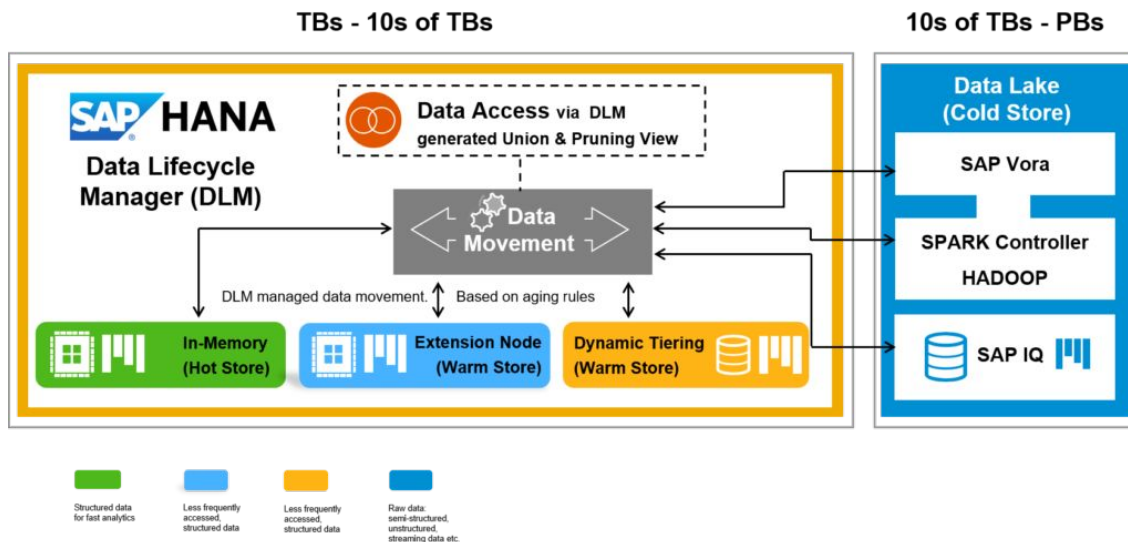 TBs - 10s of TBs
10s of TBs - PBs
SAP® HANA
Data Lifecycle
Manager (DLM)
Data Access via DLM
generated Union & Pruning View
Data
Movement
DLM managed data movement. Based on aging rules
In-Memory
(Hot Store)
Extension Node
(Warm Store)
Dynamic Tiering
(Warm Store)
Data Lake
(Cold Store)
SAP Vora
SPARK Controller
HADOOP
SAP IQ
Structured data
for fast analytics
Less frequently
accessed,
structured data
Less frequently
accessed,
structured data
Raw data:
semi-structured,
unstructured,
streaming data etc.